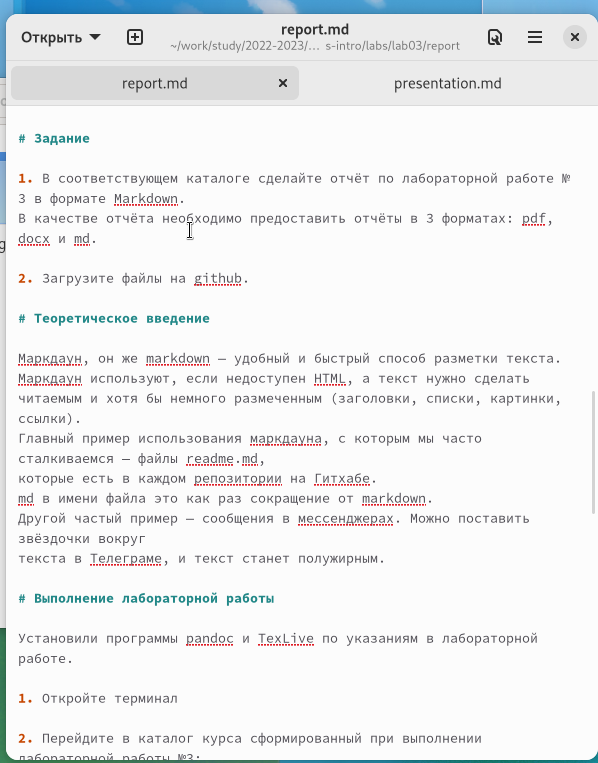 Открыть
report.md
~/work/study/2022-2023/… s-intro/labs/lab03/report
report.md
presentation.md
# Задание
1. В соответствующем каталоге сделайте отчёт по лабораторной работе №
3 в формате Markdown.
В качестве отчёта необходимо предоставить отчёты в 3 форматах: pdf,
docx и md.
2. Загрузите файлы на github.
# Теоретическое введение
Маркдаун, он же markdown — удобный и быстрый способ разметки текста.
Маркдаун используют, если недоступен HTML, а текст нужно сделать
читаемым и хотя бы немного размеченным (заголовки, списки, картинки,
ссылки).
Главный пример использования маркдауна, с которым мы часто
сталкиваемся — файлы readme.md,
которые есть в каждом репозитории на Гитхабе.
md в имени файла это как раз сокращение от markdown.
Другой частый пример — сообщения в мессенджерах. Можно поставить
звёздочки вокруг
текста в Телеграме, и текст станет полужирным.
# Выполнение лабораторной работы
Установили программы pandoc и TexLive по указаниям в лабораторной
работе.
1. Откройте терминал
2. Перейдите в каталог курса сформированный при выполнении
лабораторной работы №3: